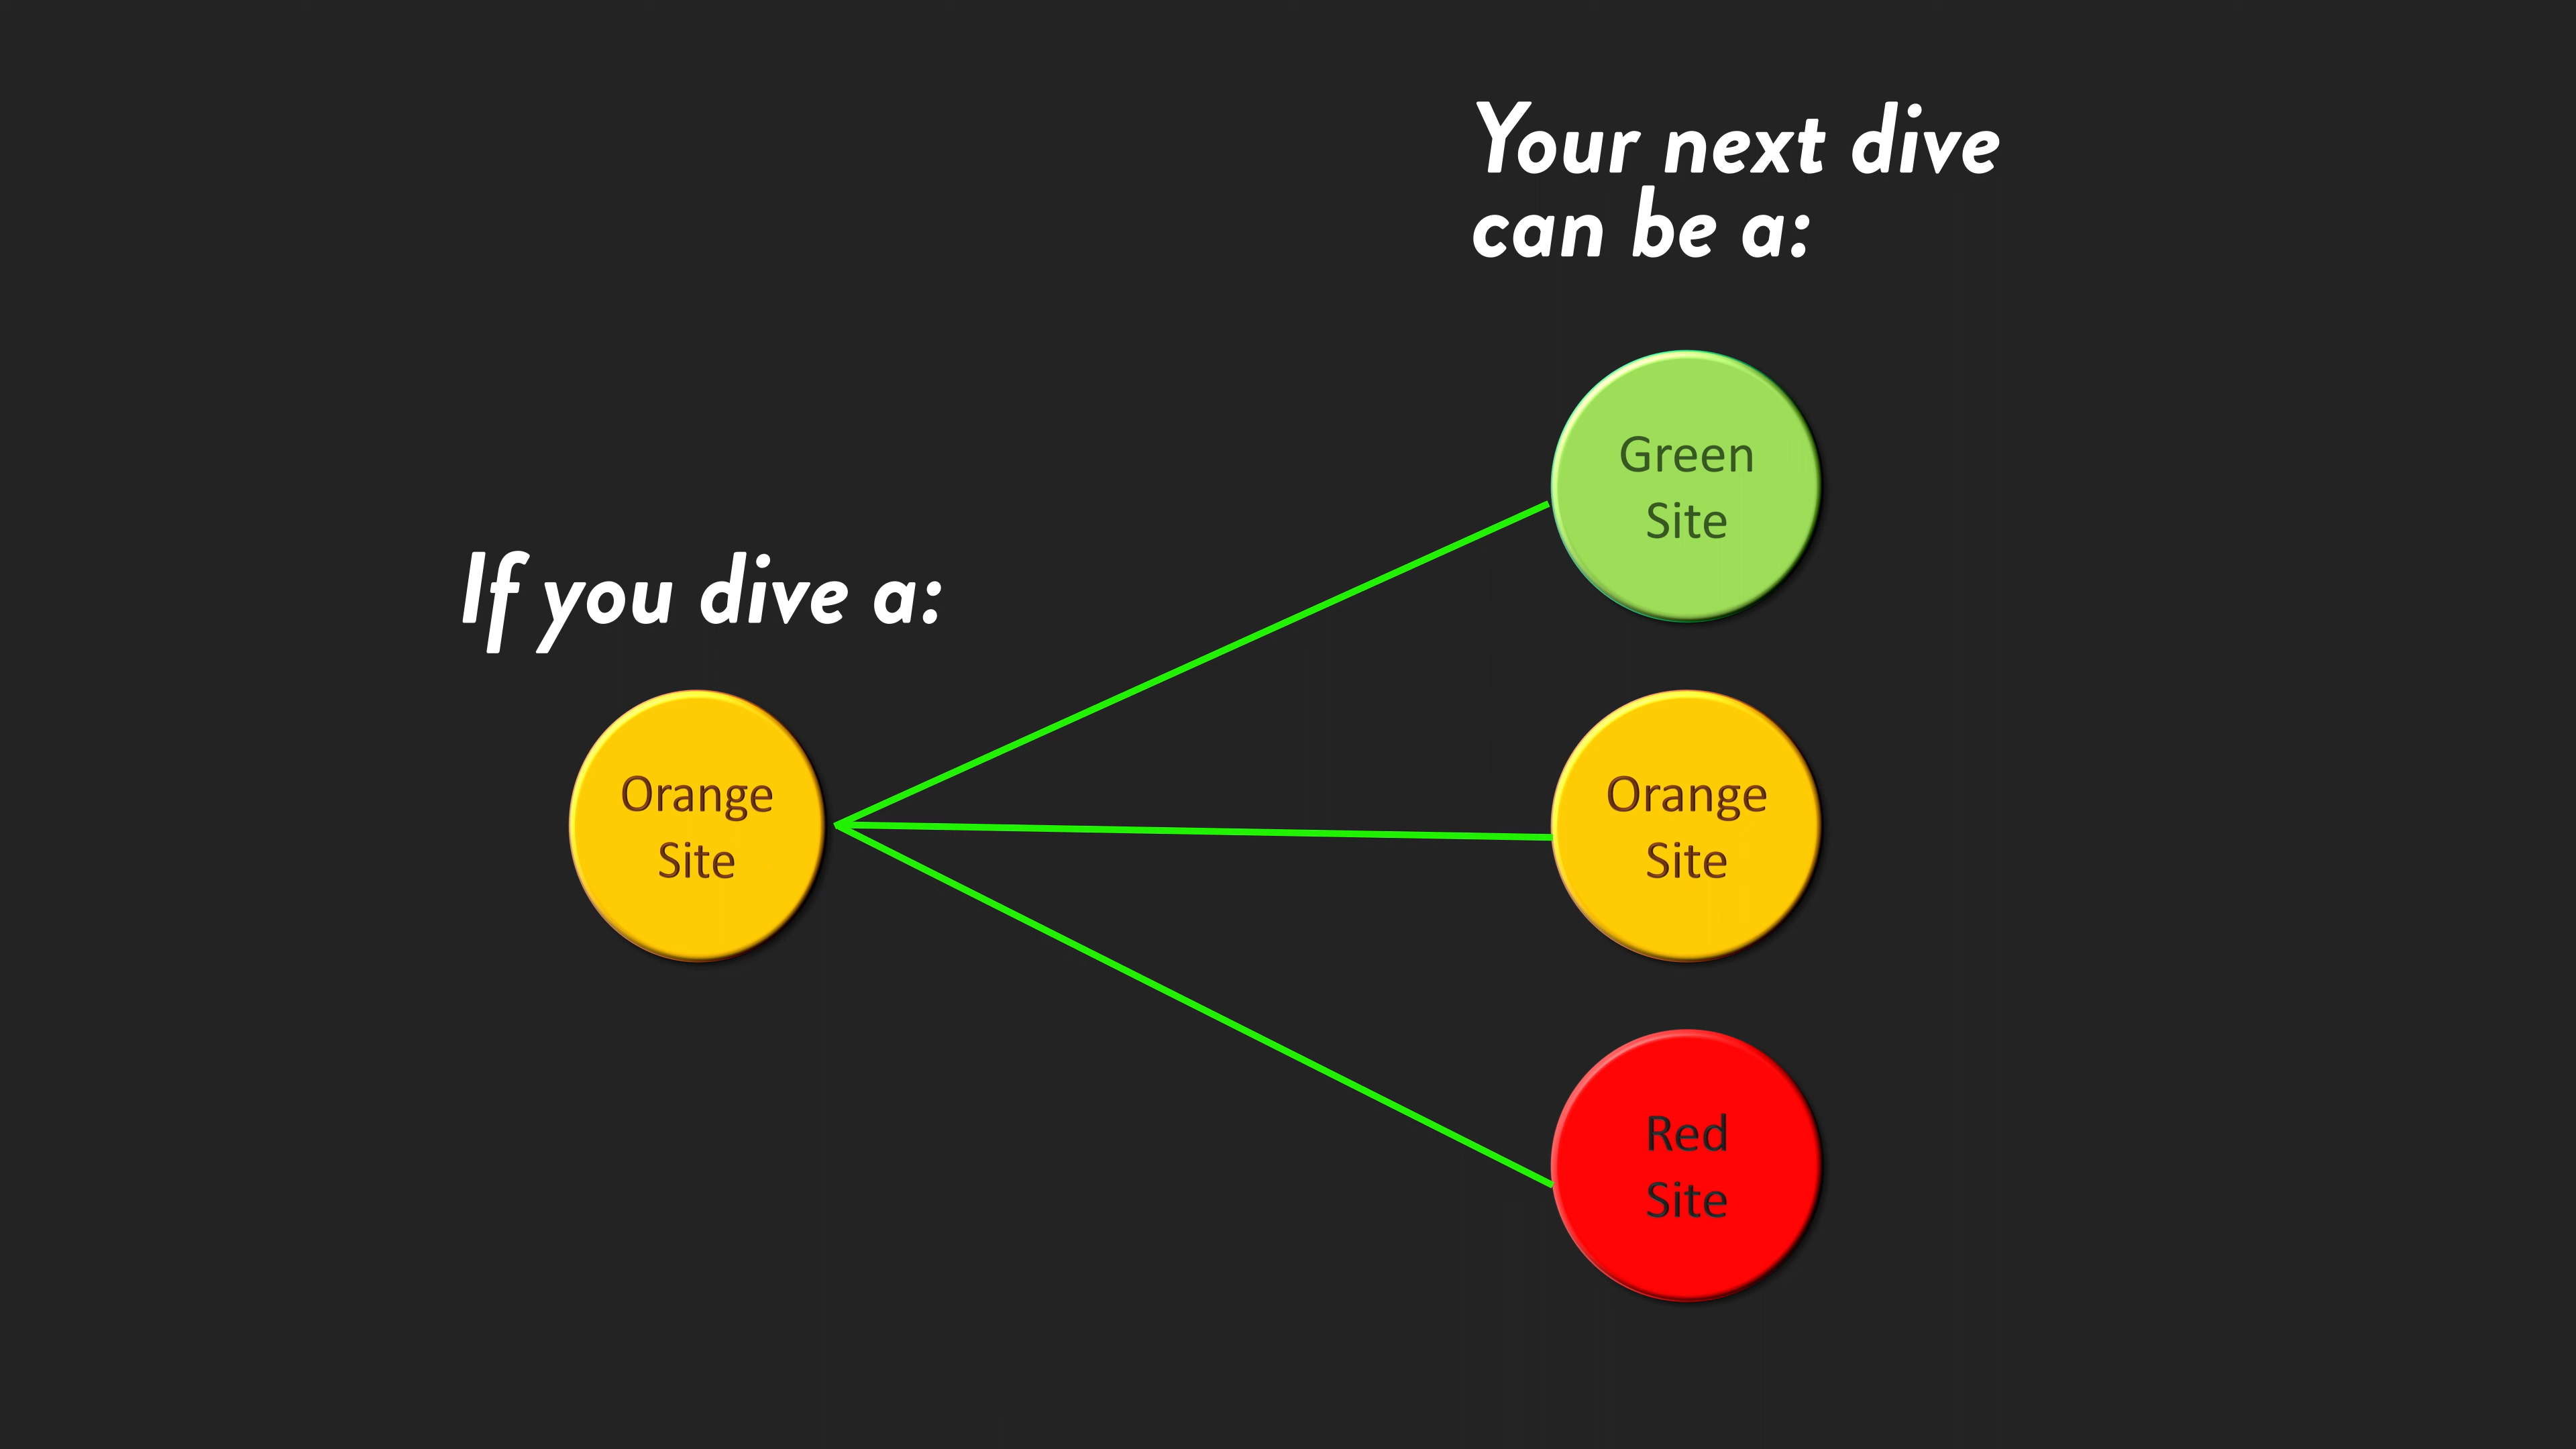 Your next dive
can be a:
If you dive a:
Green
Site
Orange
Site
Orange
Site
Red
Site